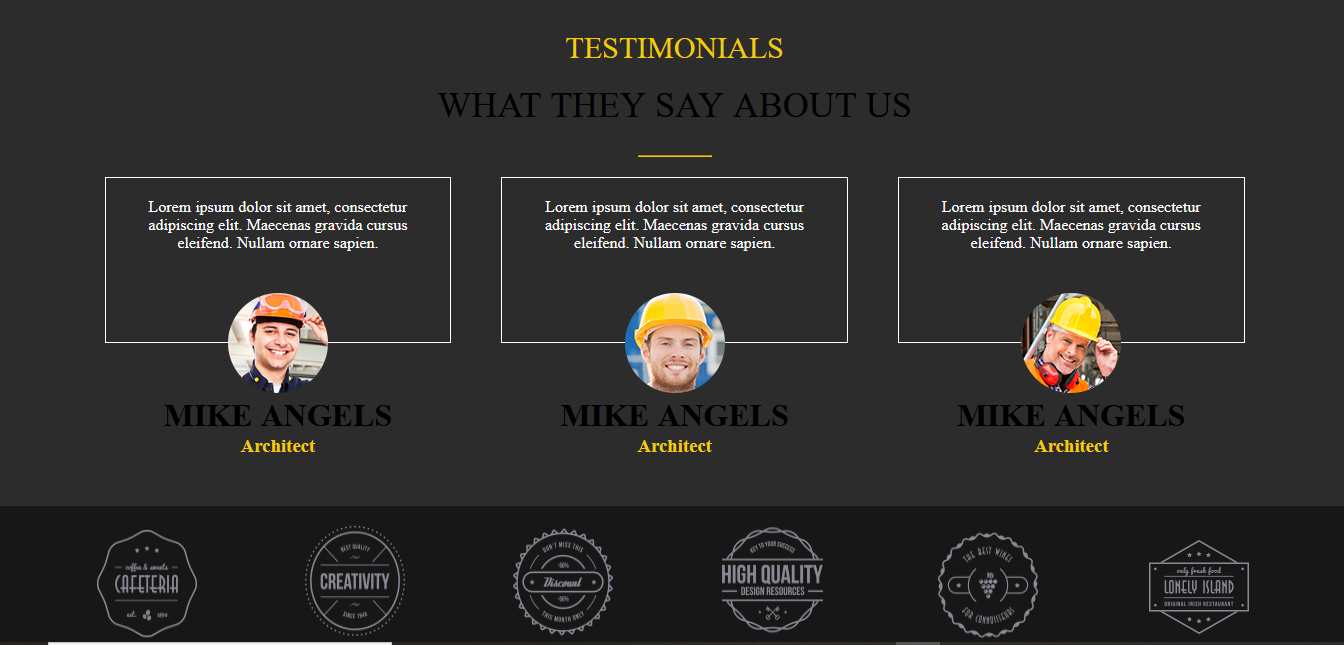 TESTIMONIALS
WHAT THEY SAY ABOUT US
Lorem ipsum dolor sit amet, consectetur
adipiscing elit. Maecenas gravida cursus
eleifend. Nullam ornare sapien.
MIKE ANGELS
Architect
Lorem ipsum dolor sit amet, consectetur
adipiscing elit. Maecenas gravida cursus
eleifend. Nullam ornare sapien.
MIKE ANGELS
Architect
Lorem ipsum dolor sit amet, consectetur
adipiscing elit. Maecenas gravida cursus
eleifend. Nullam ornare sapien.
MIKE ANGELS
Architect
coffee & sweets
CAFETERIA
est.
BEST QUALITY
CREATIVITY
SINCE 1945
DON'T MISS THIS
-50%
Discount
-50%
THIS MONTH ONLY
KEY TO YOUR SUCCESS
HIGH QUALITY
DESIGN RESOURCES
THE BEST WINES
FOR CONNOISSEURS
only fresh food
LONELY ISLAND
ORIGINAL IRISH RESTAURANT